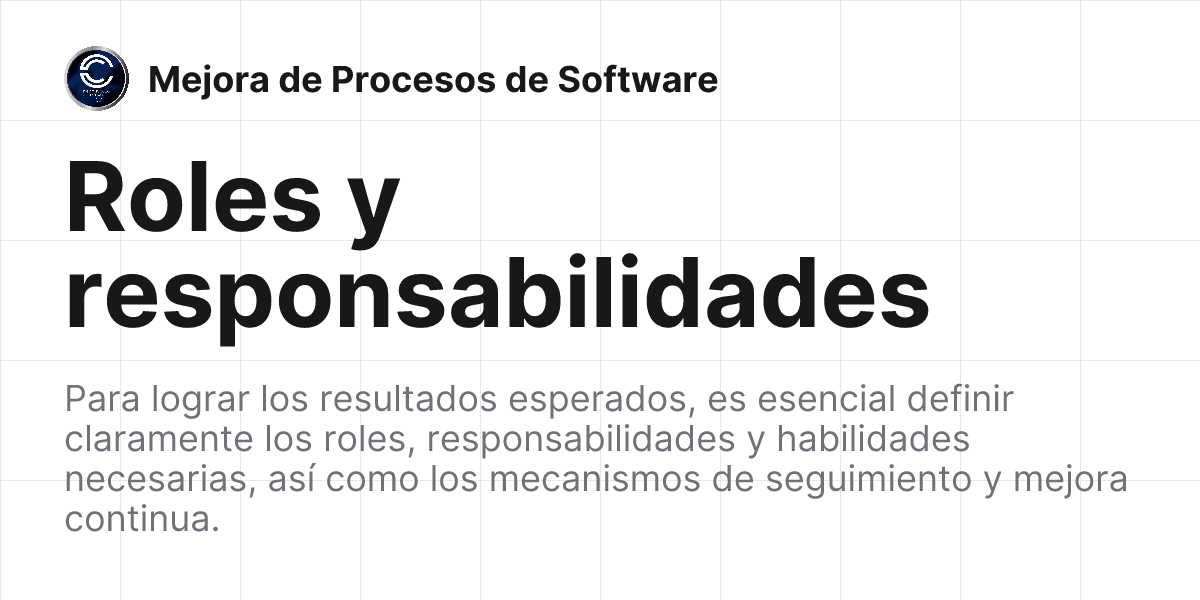 Mejora de Procesos de Software
Roles y
responsabilidades
Para lograr los resultados esperados, es esencial definir
claramente los roles, responsabilidades y habilidades
necesarias, así como los mecanismos de seguimiento y mejora
continua.